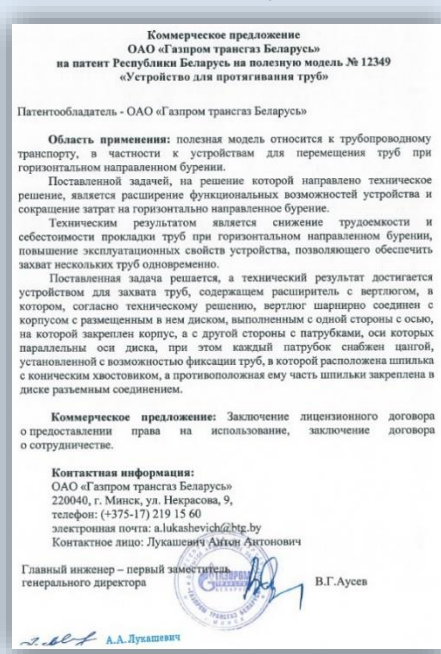 Коммерческое предложение
ОАО «Газпром трансгаз Беларусь»
на патент Республики Беларусь на полезную модель № 12349
«Устройство для протягивания труб»
Патентообладатель - ОАО «Газпром трансгаз Беларусь»
Область применения: полезная модель относится к трубопроводному
транспорту, в частности к устройствам для перемещения труб при
горизонтальном направленном бурении.
Поставленной задачей, на решение которой направлено техническое
решение, является расширение функциональных возможностей устройства и
сокращение затрат на горизонтально направленное бурение.
Техническим результатом является снижение трудоемкости и
себестоимости прокладки труб при горизонтальном направленном бурении,
повышение эксплуатационных свойств устройства, позволяющего обеспечить
захват нескольких труб одновременно.
Поставленная задача решается, а технический результат достигается
устройством для захвата труб, содержащем расширитель с вертлюгом, в
котором, согласно техническому решению, вертлюг шарнирно соединен с
корпусом с размещенным в нем диском, выполненным с одной стороны с осью,
на которой закреплен корпус, а с другой стороны с патрубками, оси которых
параллельны оси диска, при этом каждый патрубок снабжен цангой,
установленной с возможностью фиксации труб, в которой расположена шпилька
с коническим хвостовиком, а противоположная ему часть шпильки закреплена в
диске разъемным соединением.
Коммерческое предложение: Заключение лицензионного договора
о предоставлении права на использование, заключение договора
о сотрудничестве.
Контактная информация:
ОАО «Газпром трансгаз Беларусь»
220040, г. Минск, ул. Некрасова, 9,
телефон: (+375-17) 219 15 60
электронная почта: a.lukashevich@btg.by
Контактное лицо: Лукашевич Антон Антонович
Главный инженер – первый заместитель
генерального директора В.Г.Аусев
ГАЗПРОМ
А.А.Лукашевич